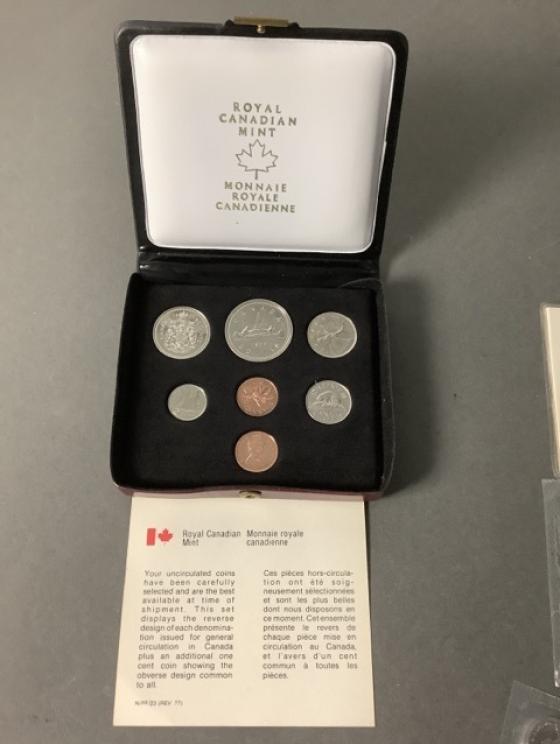 ROYAL
CANADIAN
MINT
MONNAIE
ROYALE
CANADIENNE
Royal Canadian
Mint
Monnaie royale
canadienne
Your uncirculated coins
have been carefully
selected and are the best
available at time of
shipment. This set
displays the reverse
design of each denomina-
tion issued for general
circulation in Canada
plus an additional one
cent coin showing the
obverse design common
to all.
Ces pièces hors-circula-
tion ont été soig-
neusement sélectionnées
et sont les plus belles
dont nous disposons en
ce moment. Cet ensemble
présente le revers de
chaque pièce mise en
circulation au Canada,
et l'avers d'un cent
commun à toutes les
pièces.
(REV. 77)